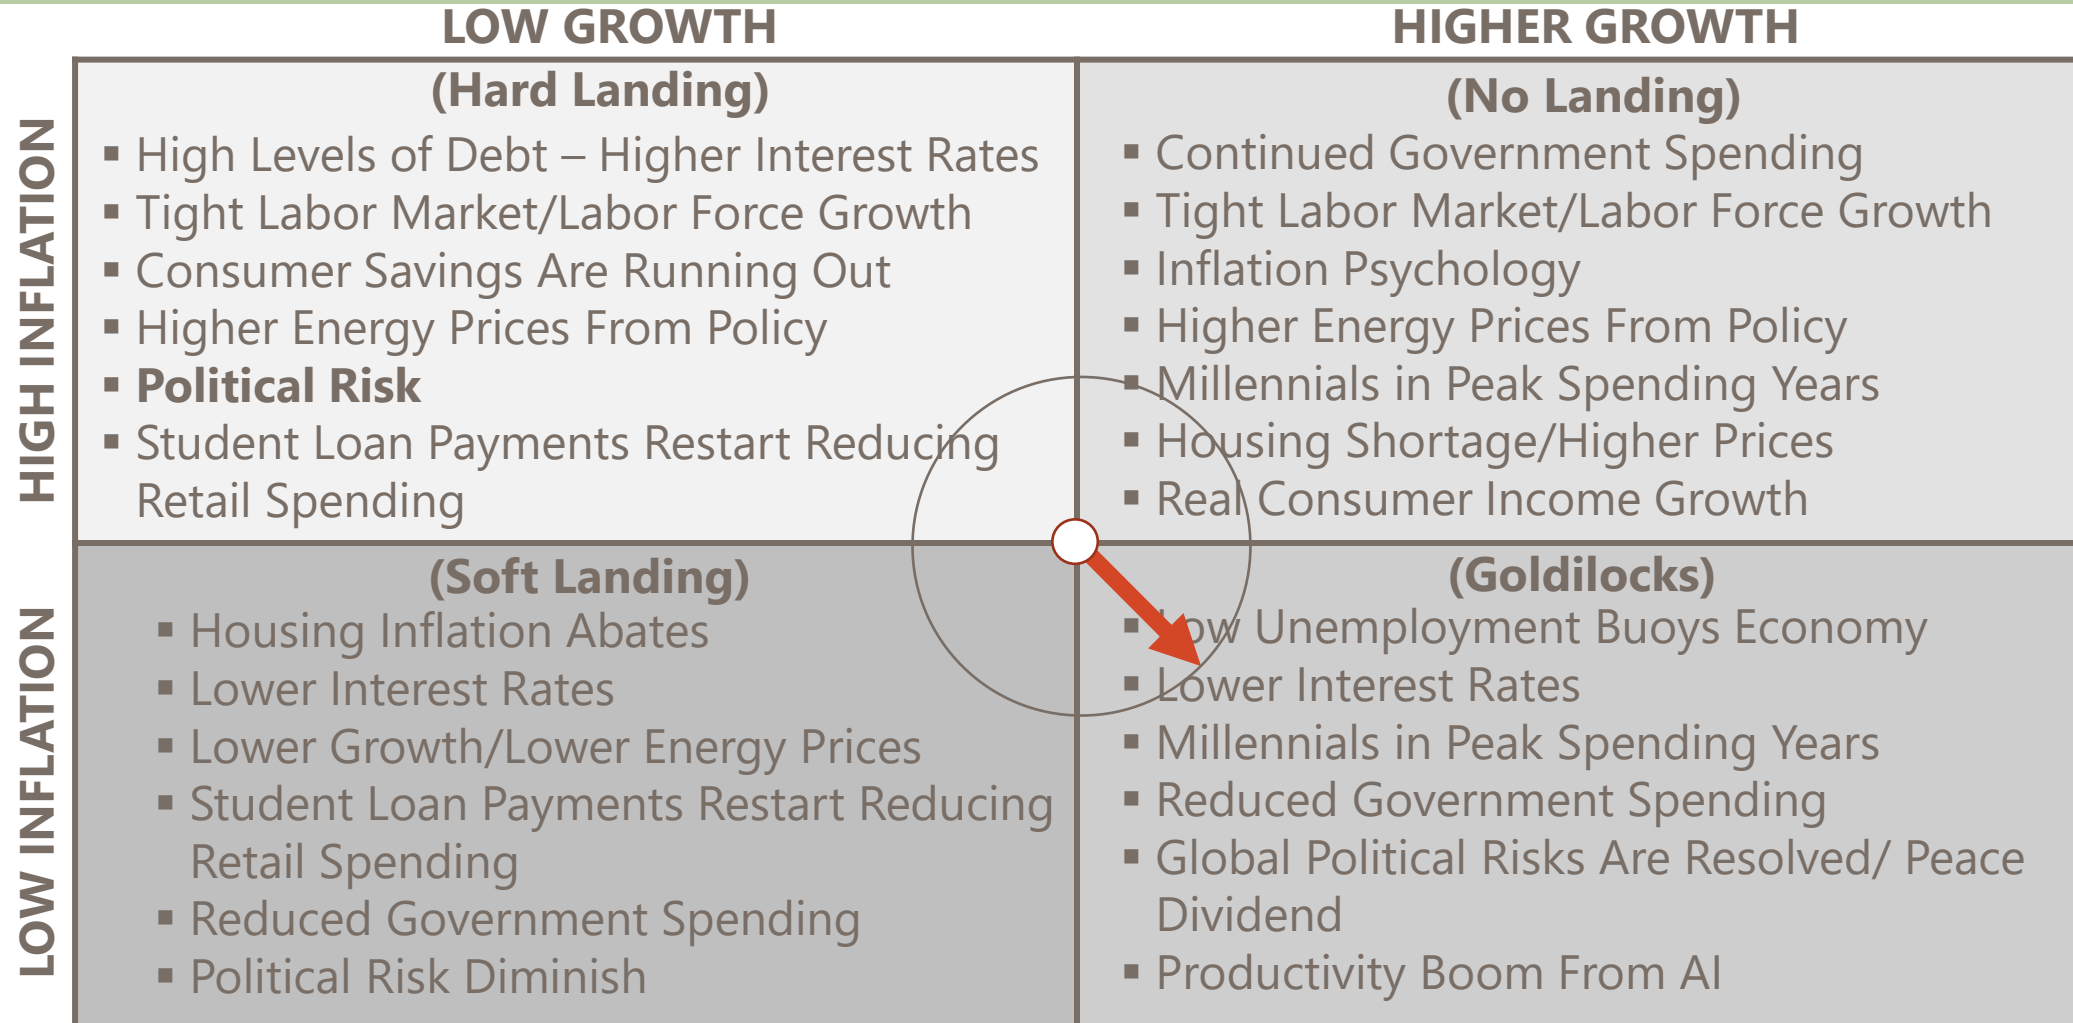 LOW GROWTH
HIGHER GROWTH
HIGH INFLATION
(Hard Landing)
▪ High Levels of Debt – Higher Interest Rates
▪ Tight Labor Market/Labor Force Growth
▪ Consumer Savings Are Running Out
▪ Higher Energy Prices From Policy
▪ Political Risk
▪ Student Loan Payments Restart Reducing
Retail Spending
(No Landing)
▪ Continued Government Spending
▪ Tight Labor Market/Labor Force Growth
▪ Inflation Psychology
▪ Higher Energy Prices From Policy
▪ Millennials in Peak Spending Years
▪ Housing Shortage/Higher Prices
▪ Real Consumer Income Growth
LOW INFLATION
(Soft Landing)
▪ Housing Inflation Abates
▪ Lower Interest Rates
▪ Lower Growth/Lower Energy Prices
▪ Student Loan Payments Restart Reducing
Retail Spending
▪ Reduced Government Spending
▪ Political Risk Diminish
(Goldilocks)
▪ Low Unemployment Buoys Economy
▪ Lower Interest Rates
▪ Millennials in Peak Spending Years
▪ Reduced Government Spending
▪ Global Political Risks Are Resolved/ Peace
Dividend
▪ Productivity Boom From AI